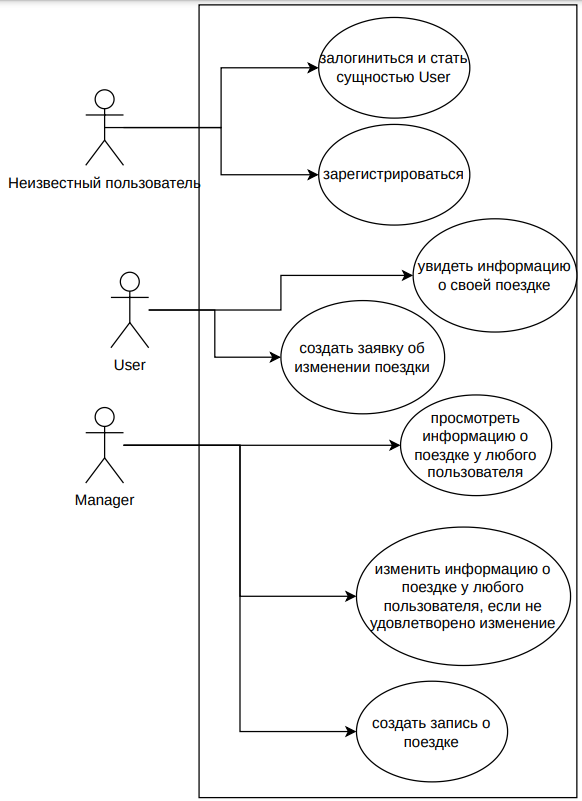 залогиниться и стать
сущностью User
Неизвестный пользователь
зарегистрироваться
увидеть информацию
о своей поездке
User
создать заявку об
изменении поездки
Manager
просмотреть
информацию о
поездке у любого
пользователя
изменить информацию о
поездке у любого
пользователя, если не
удовлетворено изменение
создать запись о
поездке